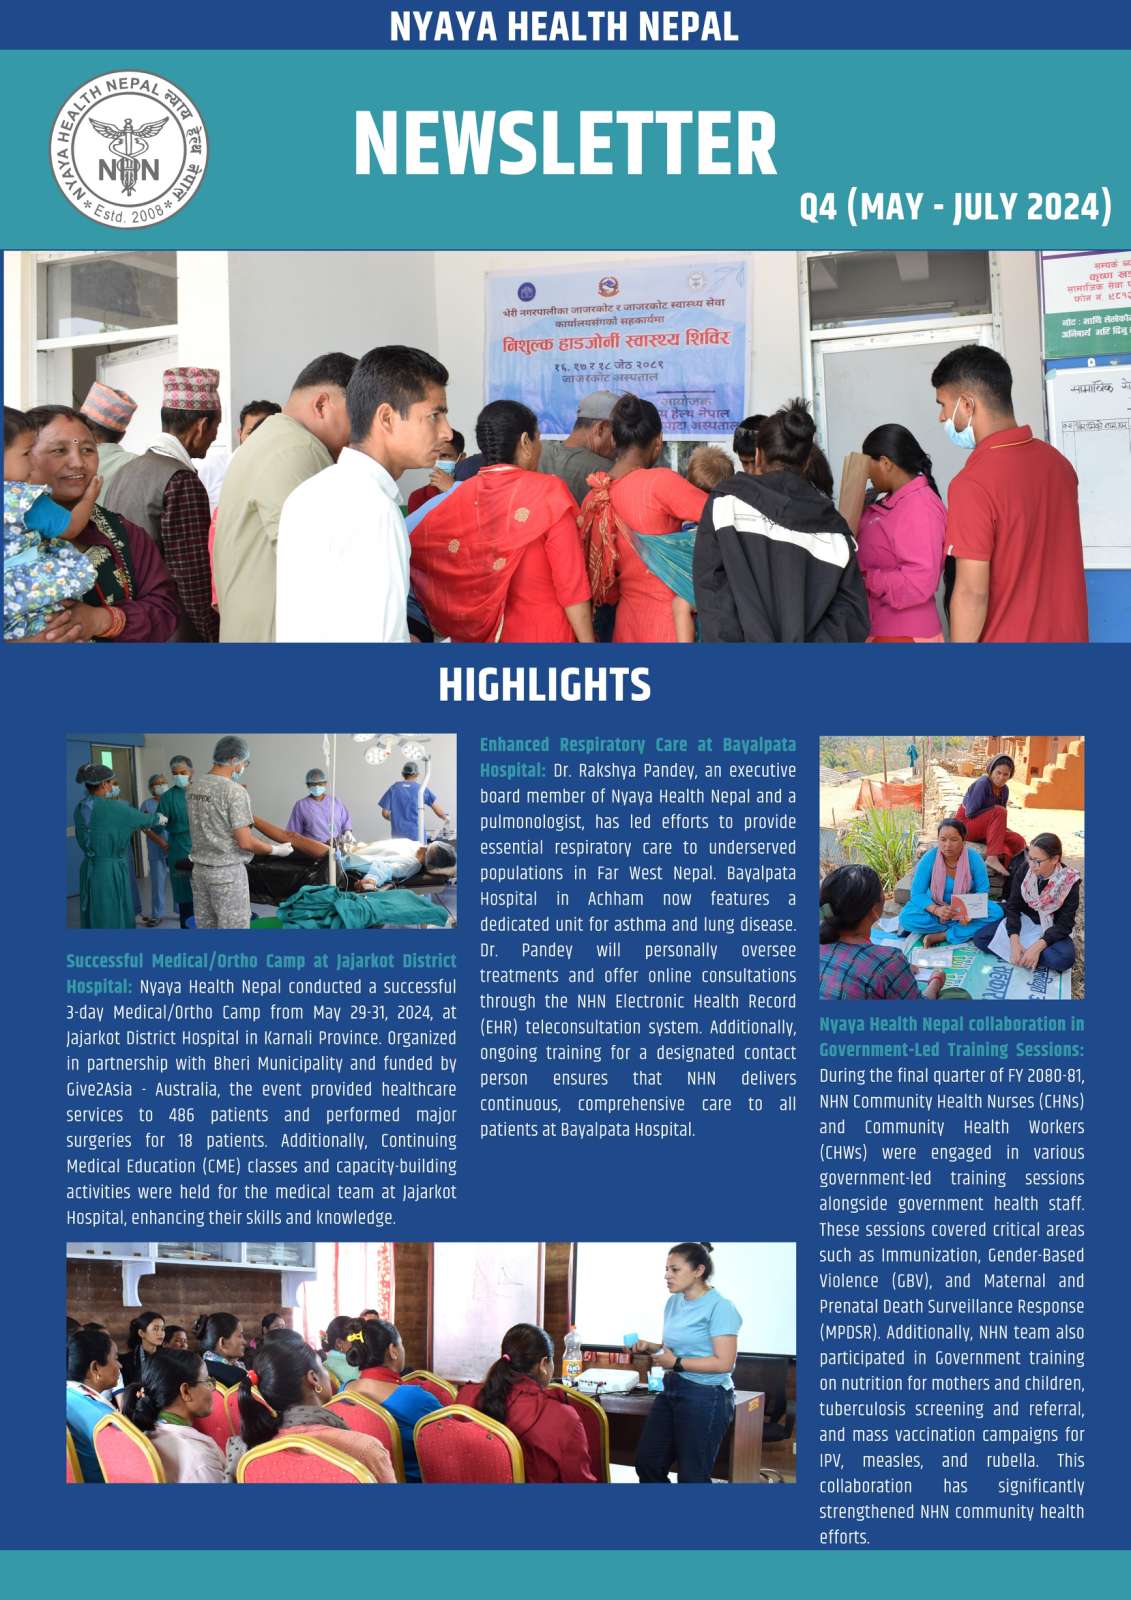 NYAYA HEALTH NEPAL
NYAYA HEALTH NEPAL न्याय हेल्थ नेपाल
NHN
* Estd. 2008 *
NEWSLETTER
Q4 (MAY - JULY 2024)
भेरी नगरपालीका जाजरकोट र जाजरकोट स्वास्थ्य सेवा
कार्यालयसंगको सहकार्यमा
निशुल्क हाडजोर्नी स्वास्थ्य शिविर
१६, १७ र १८ जेठ २०८१
जाजरकोट अस्पताल
आयोजक
हेल्थ नेपाल
अस्पताल
सम्पर्क
कृष्ण
सामाजिक सेवा
फोन नं.
नोट :
सामाजिक
HIGHLIGHTS
Successful Medical/Ortho Camp at Jajarkot District
Hospital: Nyaya Health Nepal conducted a successful
3-day Medical/Ortho Camp from May 29-31, 2024, at
Jajarkot District Hospital in Karnali Province. Organized
in partnership with Bheri Municipality and funded by
Give2Asia - Australia, the event provided healthcare
services to 486 patients and performed major
surgeries for 18 patients. Additionally, Continuing
Medical Education (CME) classes and capacity-building
activities were held for the medical team at Jajarkot
Hospital, enhancing their skills and knowledge.
Enhanced Respiratory Care at Bayalpata
Hospital: Dr. Rakshya Pandey, an executive
board member of Nyaya Health Nepal and a
pulmonologist, has led efforts to provide
essential respiratory care to underserved
populations in Far West Nepal. Bayalpata
Hospital in Achham now features a
dedicated unit for asthma and lung disease.
Dr. Pandey will personally oversee
treatments and offer online consultations
through the NHN Electronic Health Record
(EHR) teleconsultation system. Additionally,
ongoing training for a designated contact
person ensures that NHN delivers
continuous, comprehensive care to all
patients at Bayalpata Hospital.
Nyaya Health Nepal collaboration in
Government-Led Training Sessions:
During the final quarter of FY 2080-81,
NHN Community Health Nurses (CHNs)
and Community Health Workers
(CHWs) were engaged in various
government-led training sessions
alongside government health staff.
These sessions covered critical areas
such as Immunization, Gender-Based
Violence (GBV), and Maternal and
Prenatal Death Surveillance Response
(MPDSR). Additionally, NHN team also
participated in Government training
on nutrition for mothers and children,
tuberculosis screening and referral,
and mass vaccination campaigns for
IPV, measles, and rubella. This
collaboration has significantly
strengthened NHN community health
efforts.